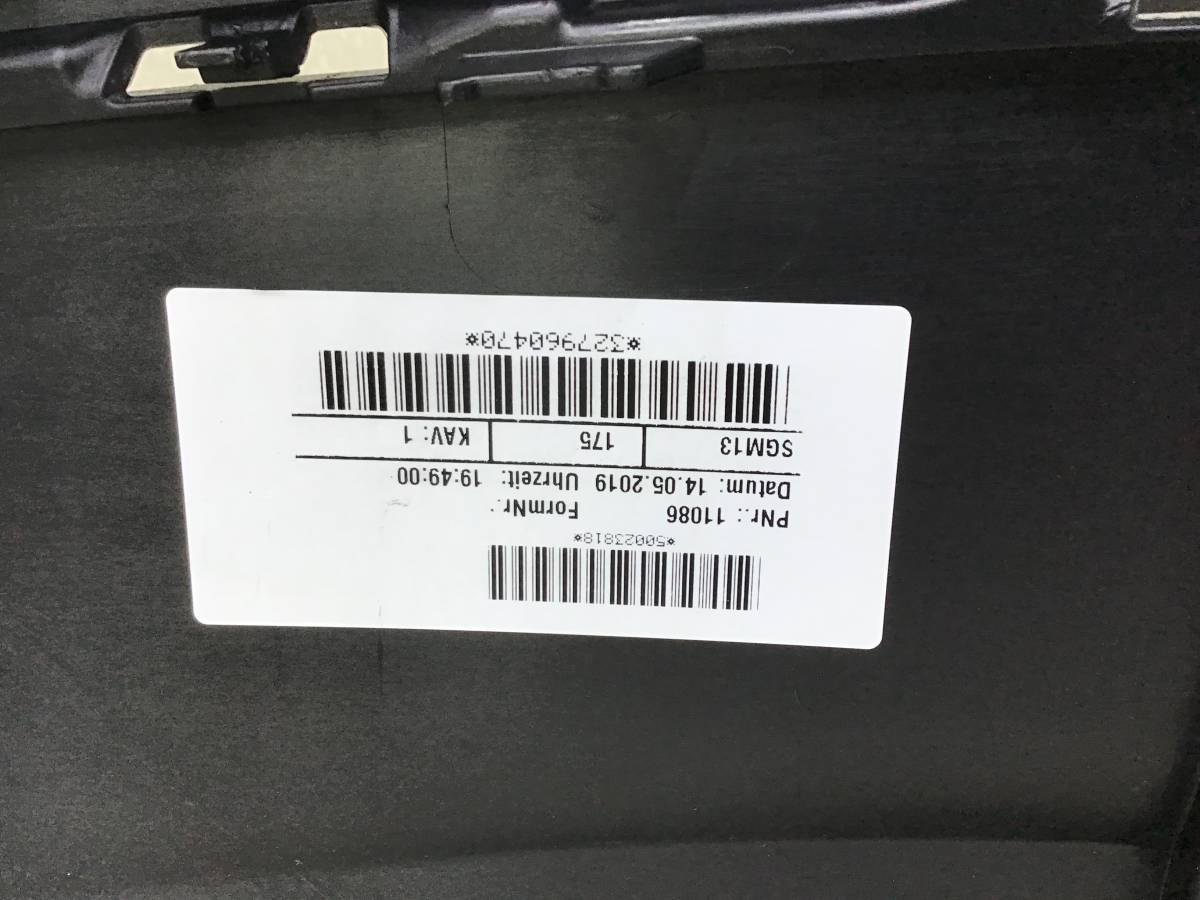 *50023818*
PNr.: 11086 FormNr.
Datum: 14.05.2019 Uhrzeit: 19:49:00
SGM13 175 KAV: 1
*327960470*